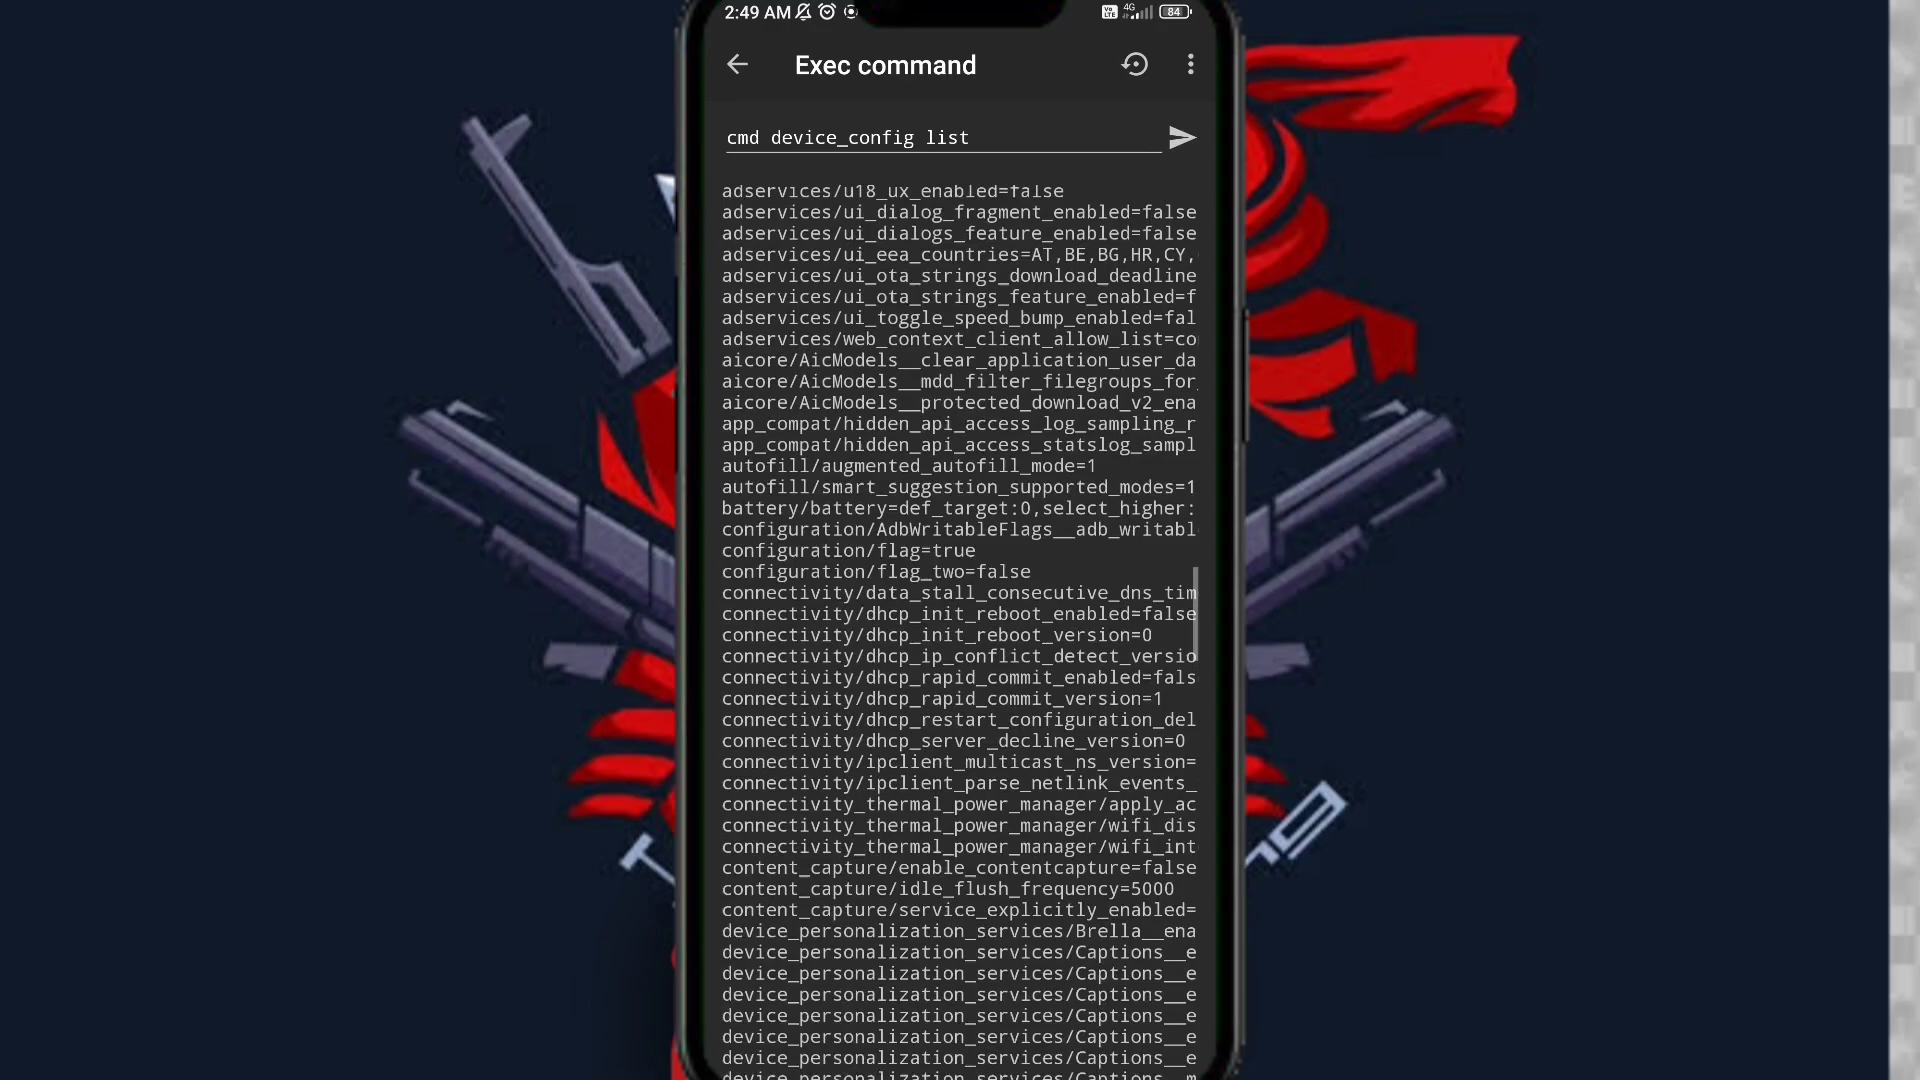 2:49 AM
Vo LTE 4G 84
Exec command
cmd device_config list
adservices/u18_ux_enabled=false
adservices/ui_dialog_fragment_enabled=false
adservices/ui_dialogs_feature_enabled=false
adservices/ui_eea_countries=AT,BE,BG,HR,CY,
adservices/ui_ota_strings_download_deadline
adservices/ui_ota_strings_feature_enabled=f
adservices/ui_toggle_speed_bump_enabled=fal
adservices/web_context_client_allow_list=co
aicore/AicModels__clear_application_user_da
aicore/AicModels__mdd_filter_filegroups_for_
aicore/AicModels__protected_download_v2_ena
app_compat/hidden_api_access_log_sampling_r
app_compat/hidden_api_access_statslog_sampl
autofill/augmented_autofill_mode=1
autofill/smart_suggestion_supported_modes=1
battery/battery=def_target:0,select_higher:
configuration/AdbWritableFlags__adb_writabl
configuration/flag=true
configuration/flag_two=false
connectivity/data_stall_consecutive_dns_tim
connectivity/dhcp_init_reboot_enabled=false
connectivity/dhcp_init_reboot_version=0
connectivity/dhcp_ip_conflict_detect_versio
connectivity/dhcp_rapid_commit_enabled=fals
connectivity/dhcp_rapid_commit_version=1
connectivity/dhcp_restart_configuration_del
connectivity/dhcp_server_decline_version=0
connectivity/ipclient_multicast_ns_version=
connectivity/ipclient_parse_netlink_events_
connectivity_thermal_power_manager/apply_ac
connectivity_thermal_power_manager/wifi_dis
connectivity_thermal_power_manager/wifi_int
content_capture/enable_contentcapture=false
content_capture/idle_flush_frequency=5000
content_capture/service_explicitly_enabled=
device_personalization_services/Brella__ena
device_personalization_services/Captions__e
device_personalization_services/Captions__e
device_personalization_services/Captions__e
device_personalization_services/Captions__e
device_personalization_services/Captions__e
device_personalization_services/Captions__e
device_personalization_services/Captions__m